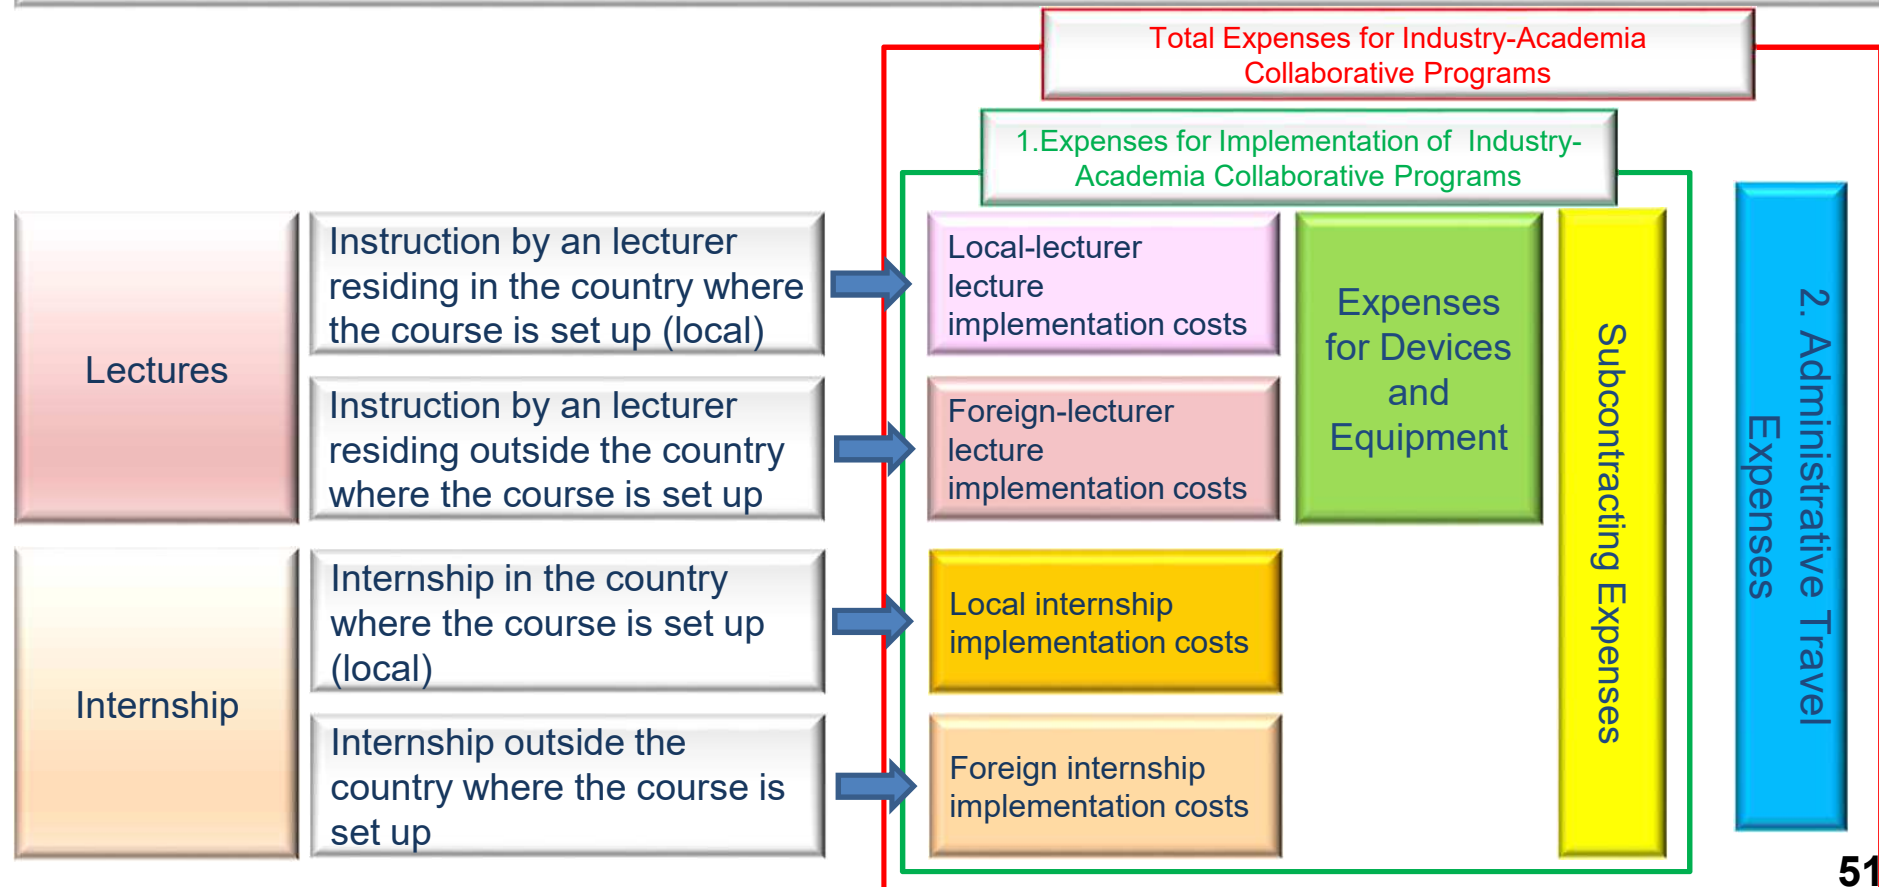 Total Expenses for Industry-Academia
Collaborative Programs
1.Expenses for Implementation of Industry-
Academia Collaborative Programs
Lectures
Instruction by an lecturer
residing in the country where
the course is set up (local)
Local-lecturer
lecture
implementation costs
Instruction by an lecturer
residing outside the country
where the course is set up
Foreign-lecturer
lecture
implementation costs
Expenses
for Devices
and
Equipment
Subcontracting Expenses
2. Administrative Travel
Expenses
Internship
Internship in the country
where the course is set up
(local)
Local internship
implementation costs
Internship outside the
country where the course is
set up
Foreign internship
implementation costs
51